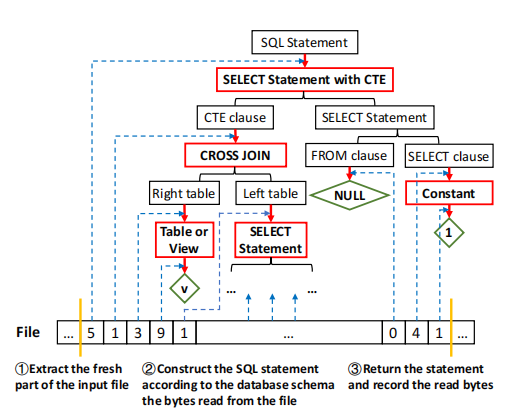 SQL Statement
SELECT Statement with CTE
CTE clause
SELECT Statement
CROSS JOIN
FROM clause
SELECT clause
Right table
Left table
NULL
Constant
Table or
View
SELECT
Statement
1
v
...
...
File
... 5 1 3 9 1 ... 0 4 1 ...
①Extract the fresh
part of the input file
②Construct the SQL statement
according to the database schema
the bytes read from the file
③Return the statement
and record the read bytes